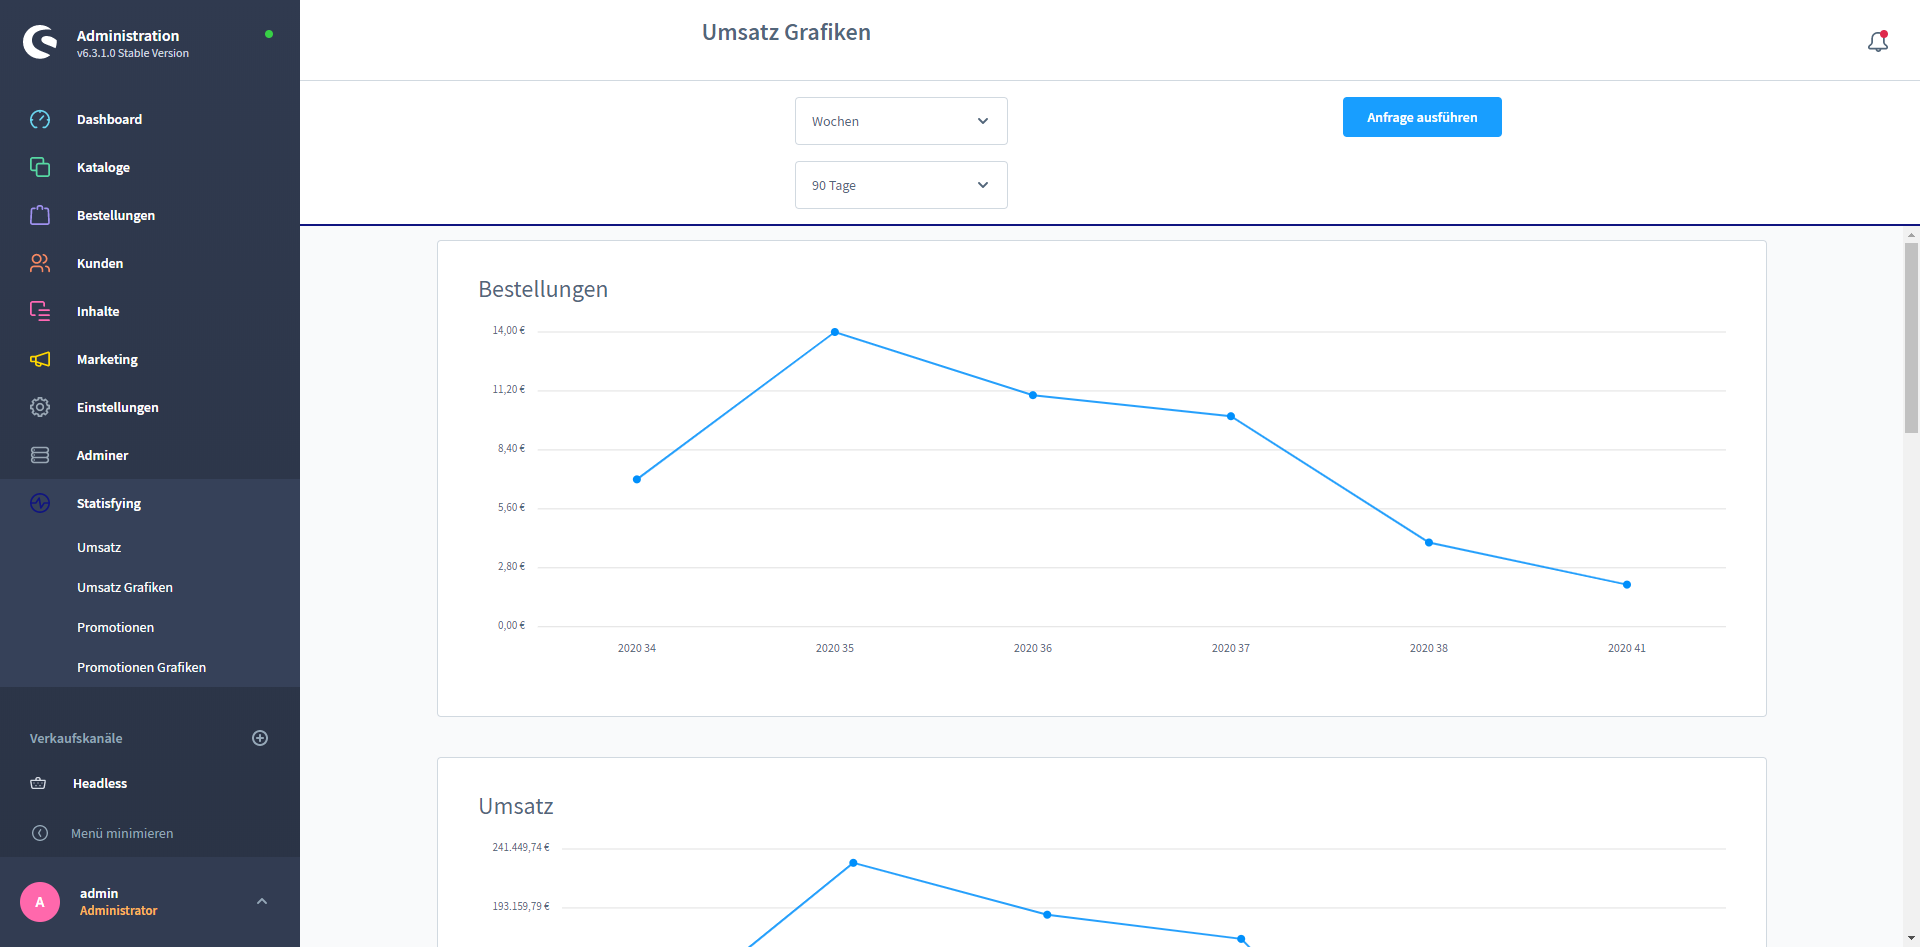 Administration
v6.3.1.0 Stable Version
Dashboard
Kataloge
Bestellungen
Kunden
Inhalte
Marketing
Einstellungen
Adminer
Statisfying
Umsatz
Umsatz Grafiken
Promotionen
Promotionen Grafiken
Verkaufskanäle
Headless
Menü minimieren
A
admin
Administrator
Umsatz Grafiken
Wochen
Anfrage ausführen
90 Tage
Bestellungen
14,00 €
11,20 €
8,40 €
5,60 €
2,80 €
0,00 €
2020 34
2020 35
2020 36
2020 37
2020 38
2020 41
Umsatz
241.449,74 €
193.159,79 €